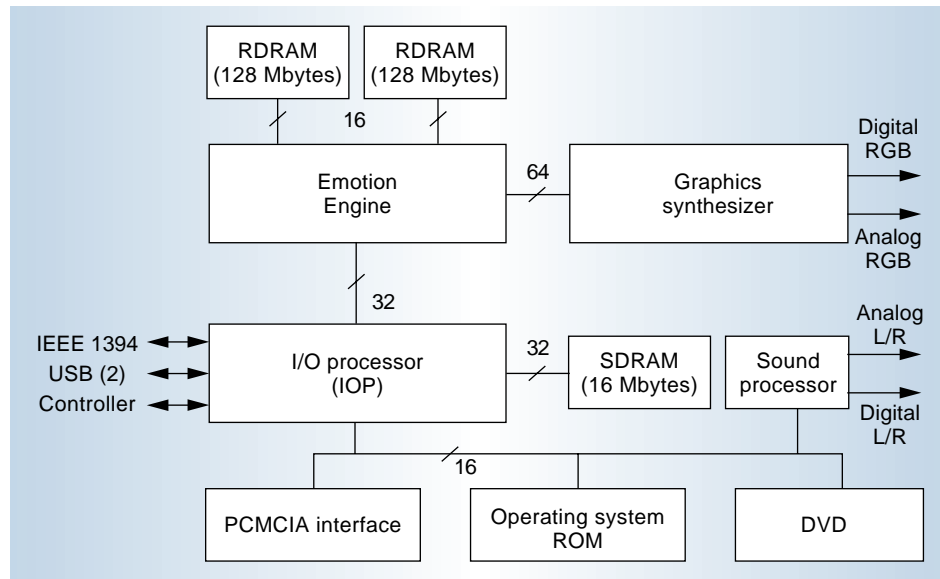 RDRAM
(128 Mbytes)
RDRAM
(128 Mbytes)
16
Emotion
Engine
64
Graphics
synthesizer
Digital
RGB
Analog
RGB
32
IEEE 1394
USB (2)
Controller
I/O processor
(IOP)
32
SDRAM
(16 Mbytes)
Sound
processor
Analog
L/R
Digital
L/R
16
PCMCIA interface
Operating system
ROM
DVD